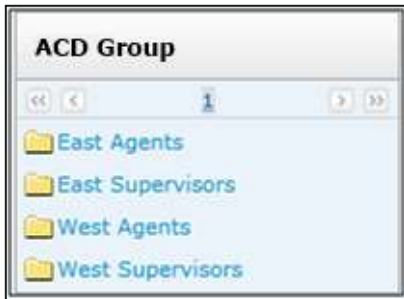 ACD Group
<< < 1 > >>
East Agents
East Supervisors
West Agents
West Supervisors